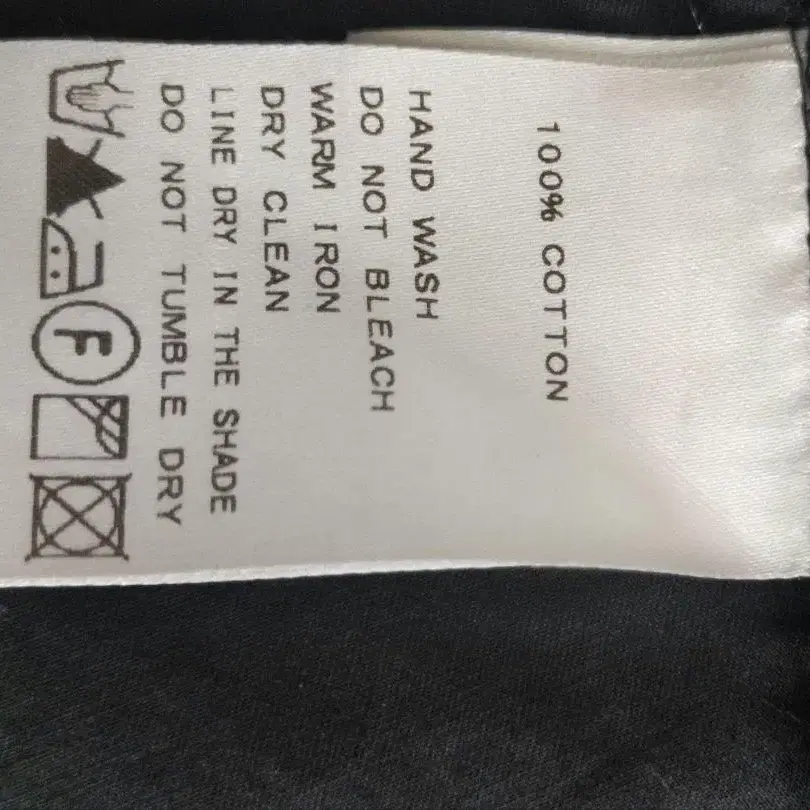 100% COTTON
HAND WASH
DO NOT BLEACH
WARM IRON
DRY CLEAN
LINE DRY IN THE SHADE
DO NOT TUMBLE DRY
F